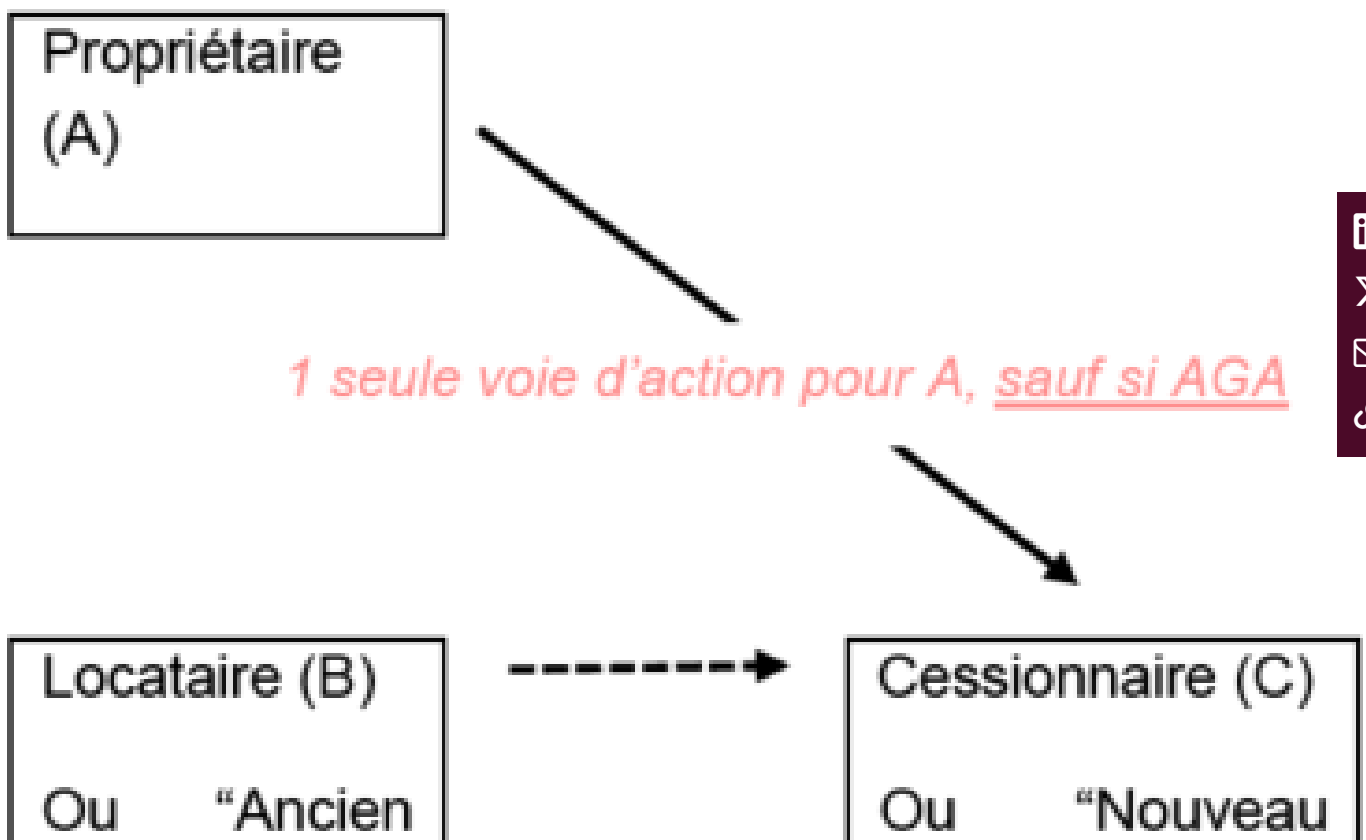 Propriétaire
(A)
1 seule voie d’action pour A, sauf si AGA
Locataire (B)
Cessionnaire (C)
Ou “Ancien
Ou “Nouveau